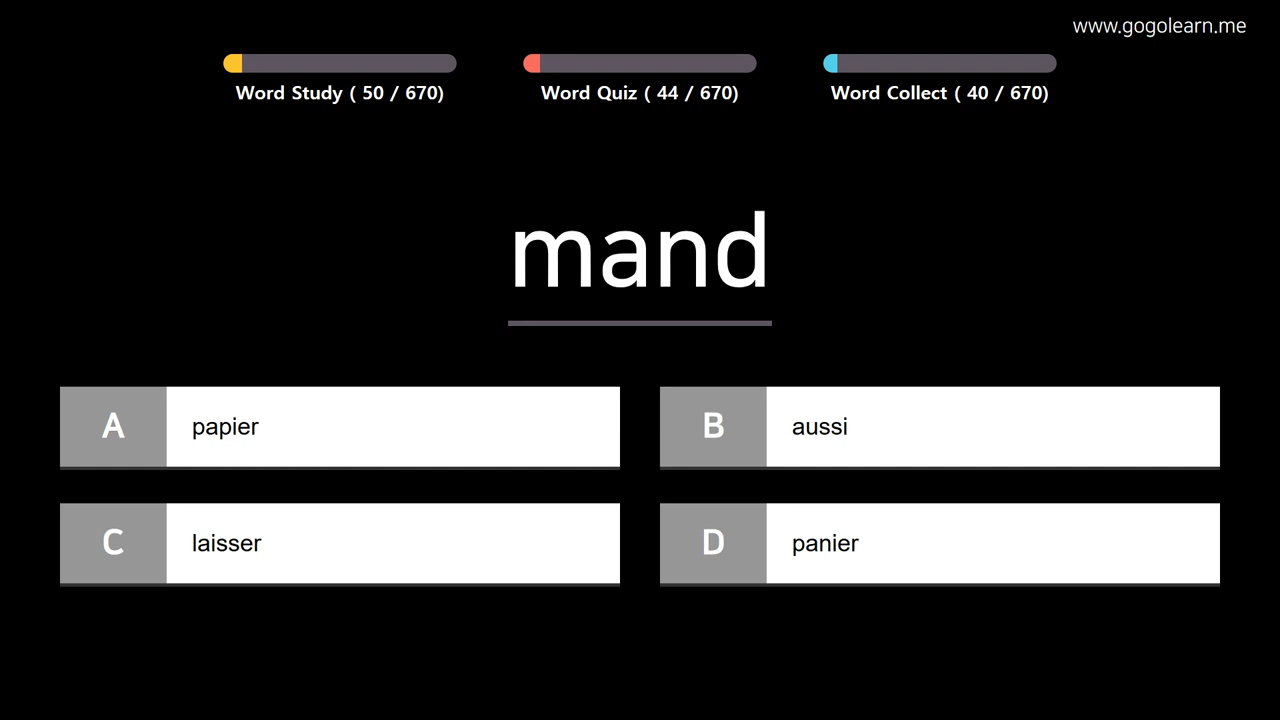 www.gogolearn.me
Word Study ( 50 / 670)
Word Quiz ( 44 / 670)
Word Collect ( 40 / 670)
mand
A papier
B aussi
C laisser
D panier